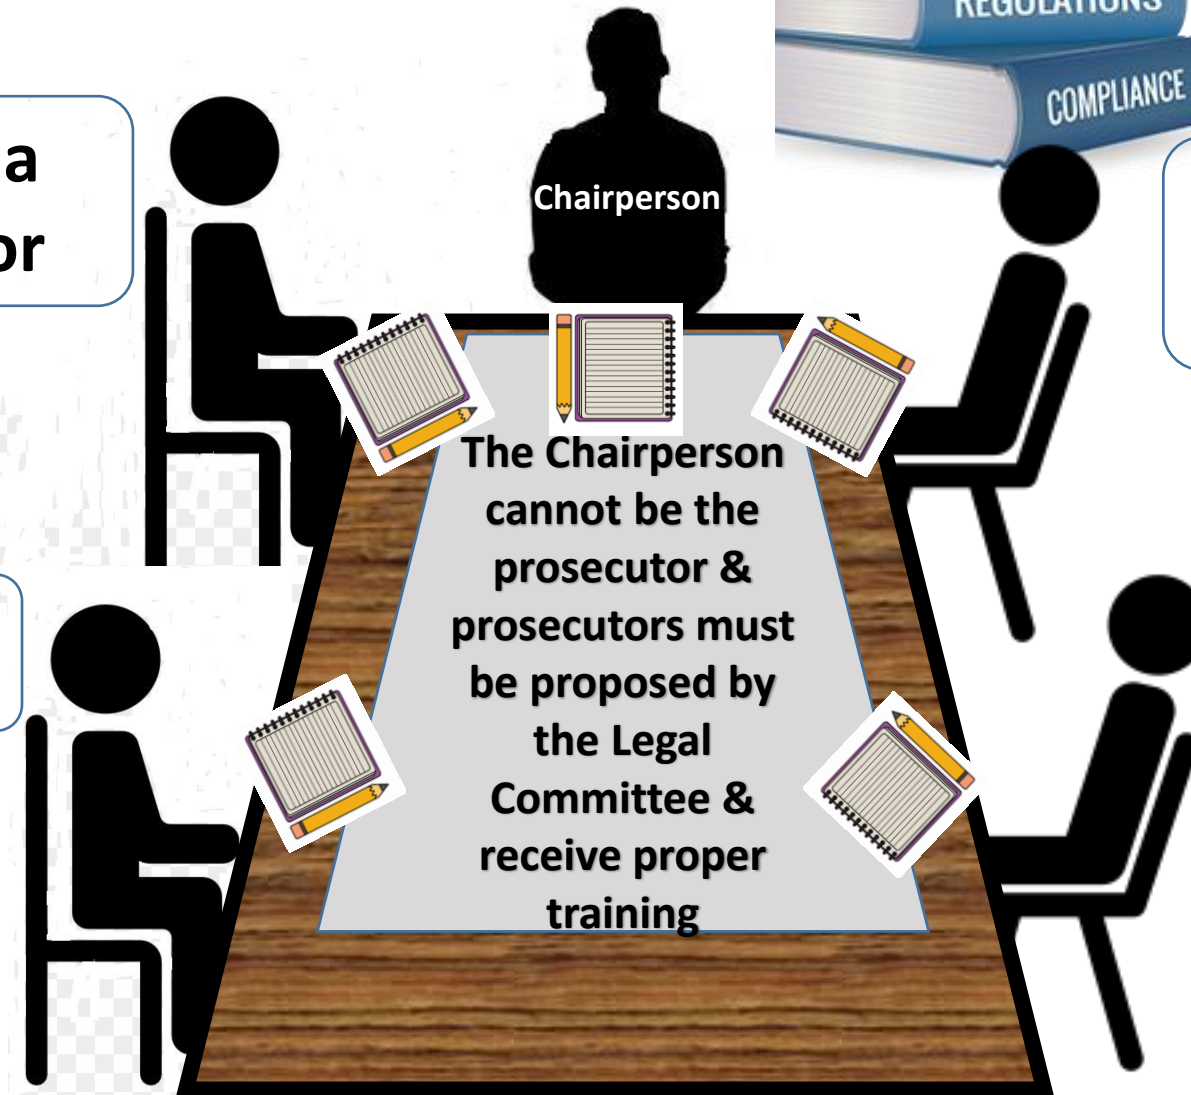 REGULATIONS
COMPLIANCE
a
or
Chairperson
The Chairperson
cannot be the
prosecutor &
prosecutors must
be proposed by
the Legal
Committee &
receive proper
training